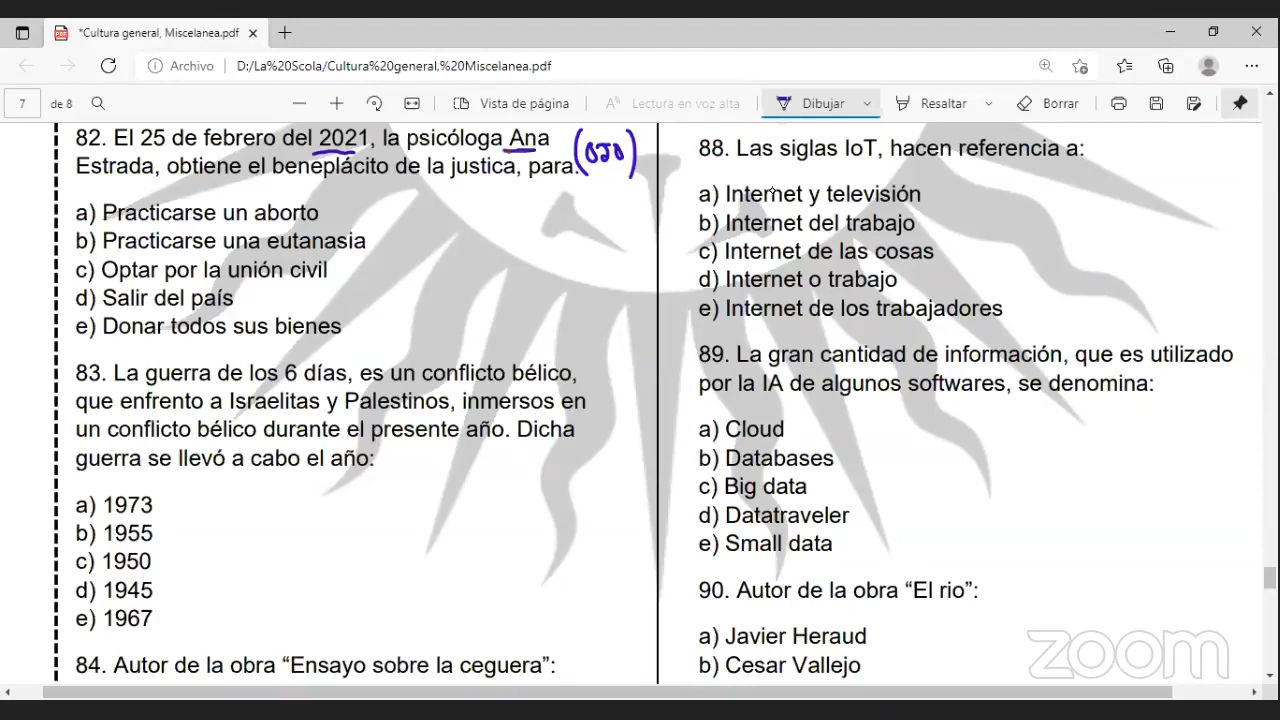 *Cultura general, Miscelanea.pdf
Archivo
D:/La%20Scola/Cultura%20general,%20Miscelanea.pdf
7
de 8
Vista de página
Lectura en voz alta
Dibujar
Resaltar
Borrar
82. El 25 de febrero del 2021, la psicóloga Ana
Estrada, obtiene el beneplácito de la justica, para:
(OJO)
a) Practicarse un aborto
b) Practicarse una eutanasia
c) Optar por la unión civil
d) Salir del país
e) Donar todos sus bienes
83. La guerra de los 6 días, es un conflicto bélico,
que enfrento a Israelitas y Palestinos, inmersos en
un conflicto bélico durante el presente año. Dicha
guerra se llevó a cabo el año:
a) 1973
b) 1955
c) 1950
d) 1945
e) 1967
84. Autor de la obra “Ensayo sobre la ceguera”:
88. Las siglas IoT, hacen referencia a:
a) Internet y televisión
b) Internet del trabajo
c) Internet de las cosas
d) Internet o trabajo
e) Internet de los trabajadores
89. La gran cantidad de información, que es utilizado
por la IA de algunos softwares, se denomina:
a) Cloud
b) Databases
c) Big data
d) Datatraveler
e) Small data
90. Autor de la obra “El rio”:
a) Javier Heraud
b) Cesar Vallejo
zoom